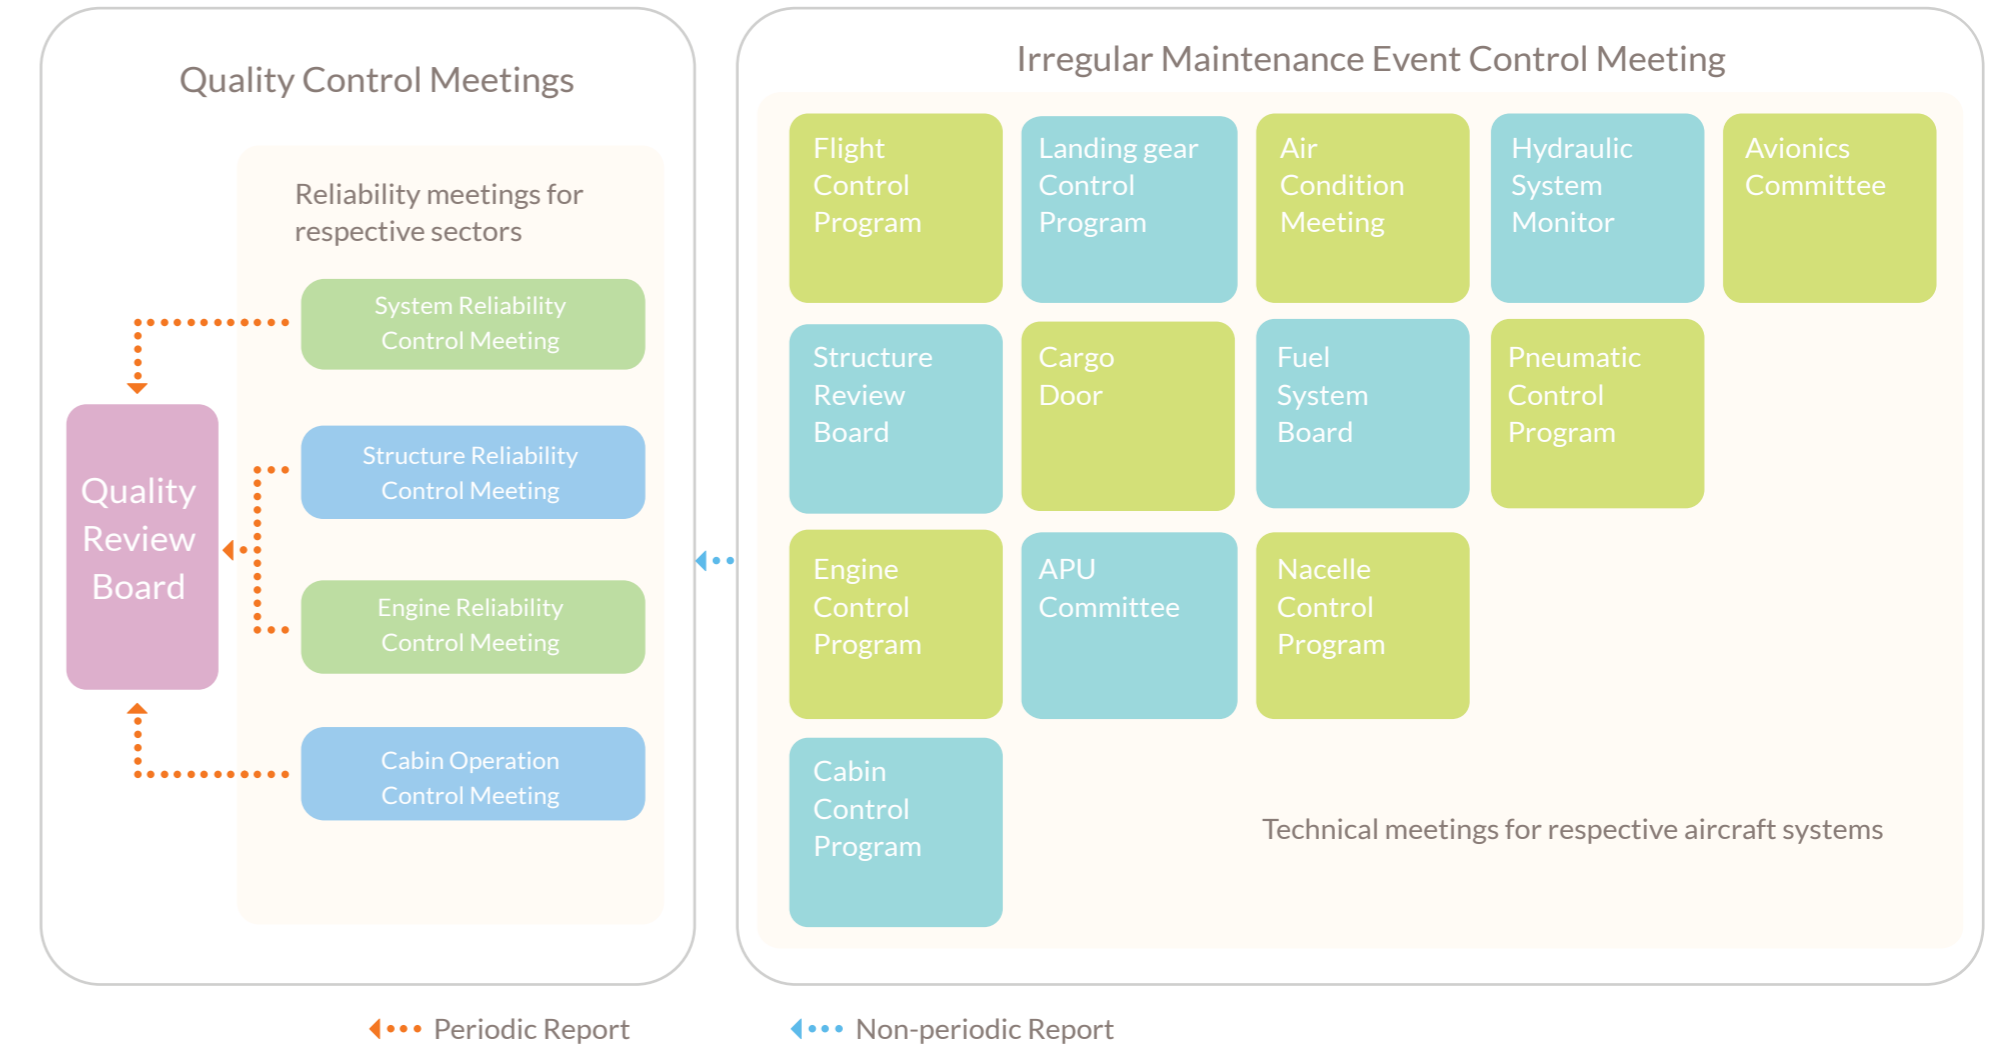 Quality Control Meetings
Reliability meetings for
respective sectors
System Reliability
Control Meeting
Structure Reliability
Control Meeting
Quality
Review
Board
Engine Reliability
Control Meeting
Cabin Operation
Control Meeting
Irregular Maintenance Event Control Meeting
Flight
Control
Program
Landing gear
Control
Program
Air
Condition
Meeting
Hydraulic
System
Monitor
Avionics
Committee
Structure
Review
Board
Cargo
Door
Fuel
System
Board
Pneumatic
Control
Program
Engine
Control
Program
APU
Committee
Nacelle
Control
Program
Cabin
Control
Program
Technical meetings for respective aircraft systems
Periodic Report
Non-periodic Report